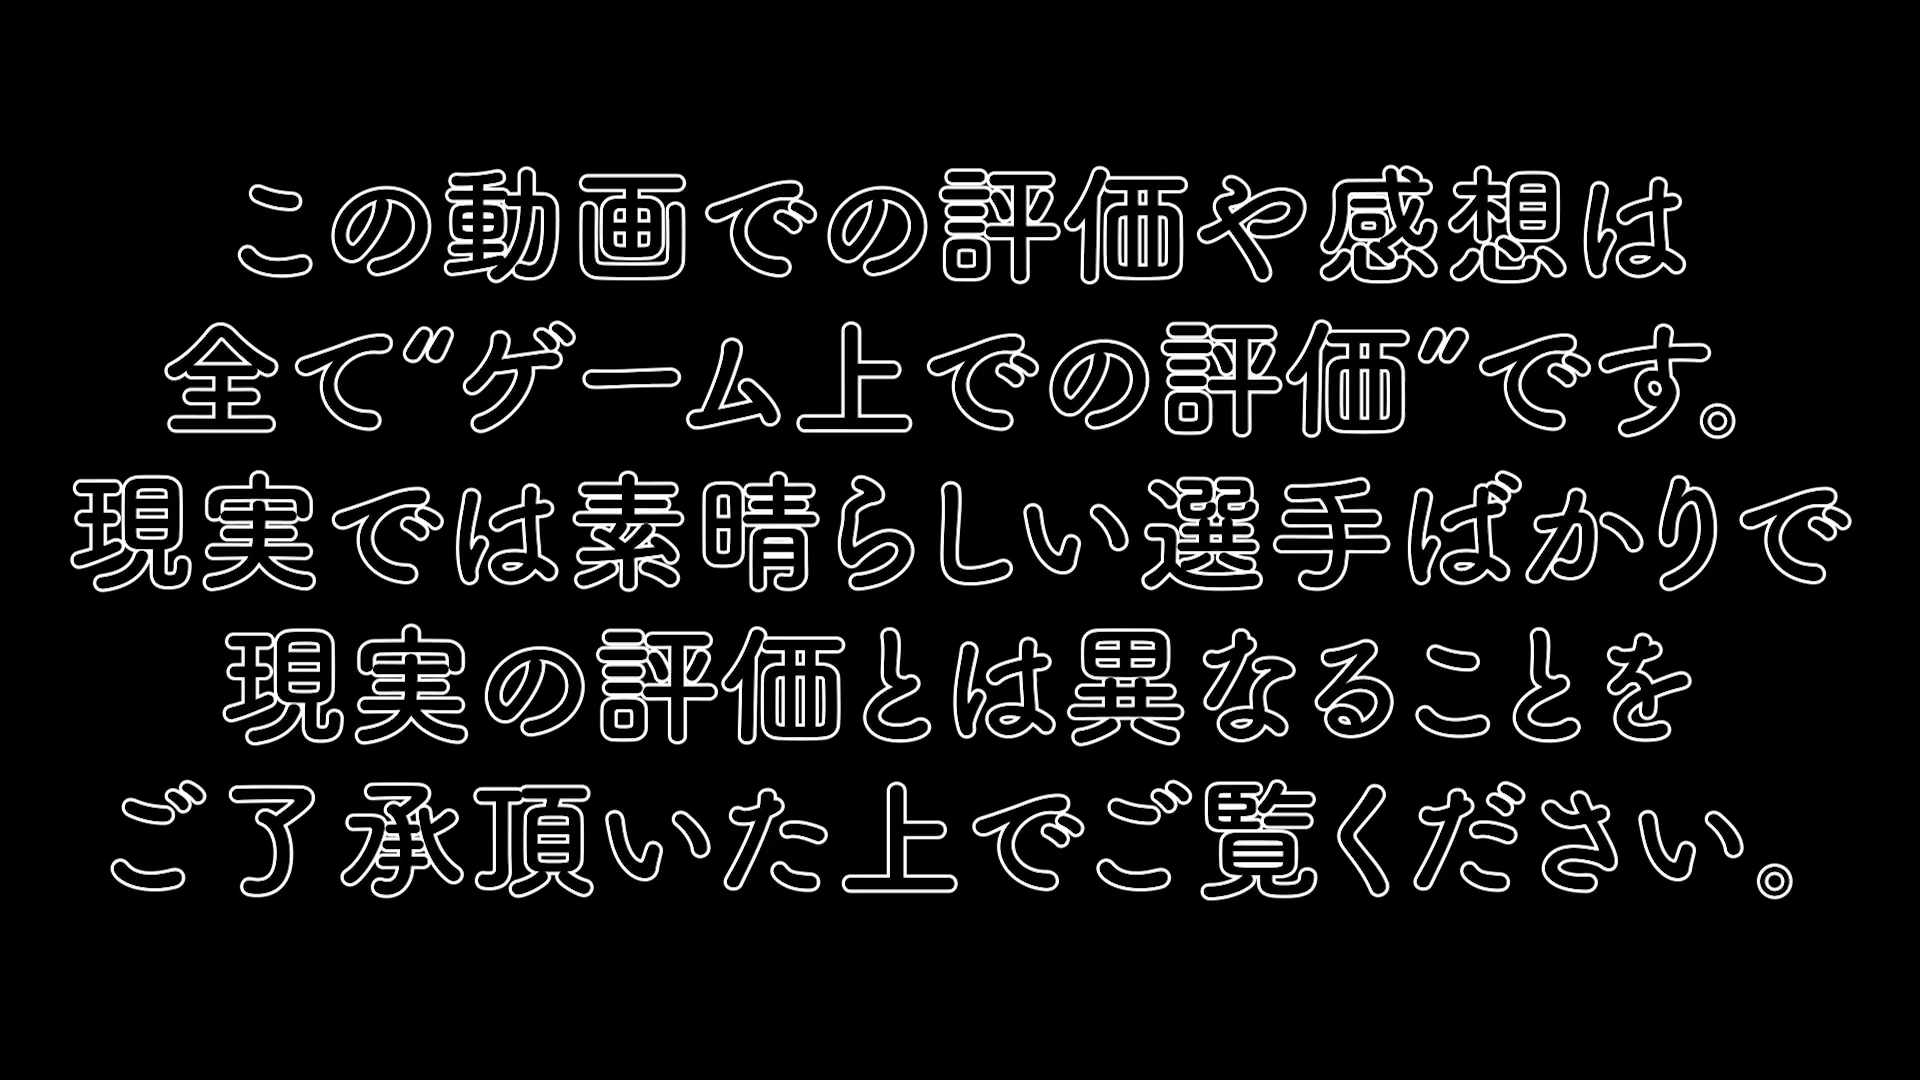 この動画での評価や感想は
全て“ゲーム上での評価”です。
現実では素晴らしい選手ばかりで
現実の評価とは異なることを
ご了承頂いた上でご覧ください。